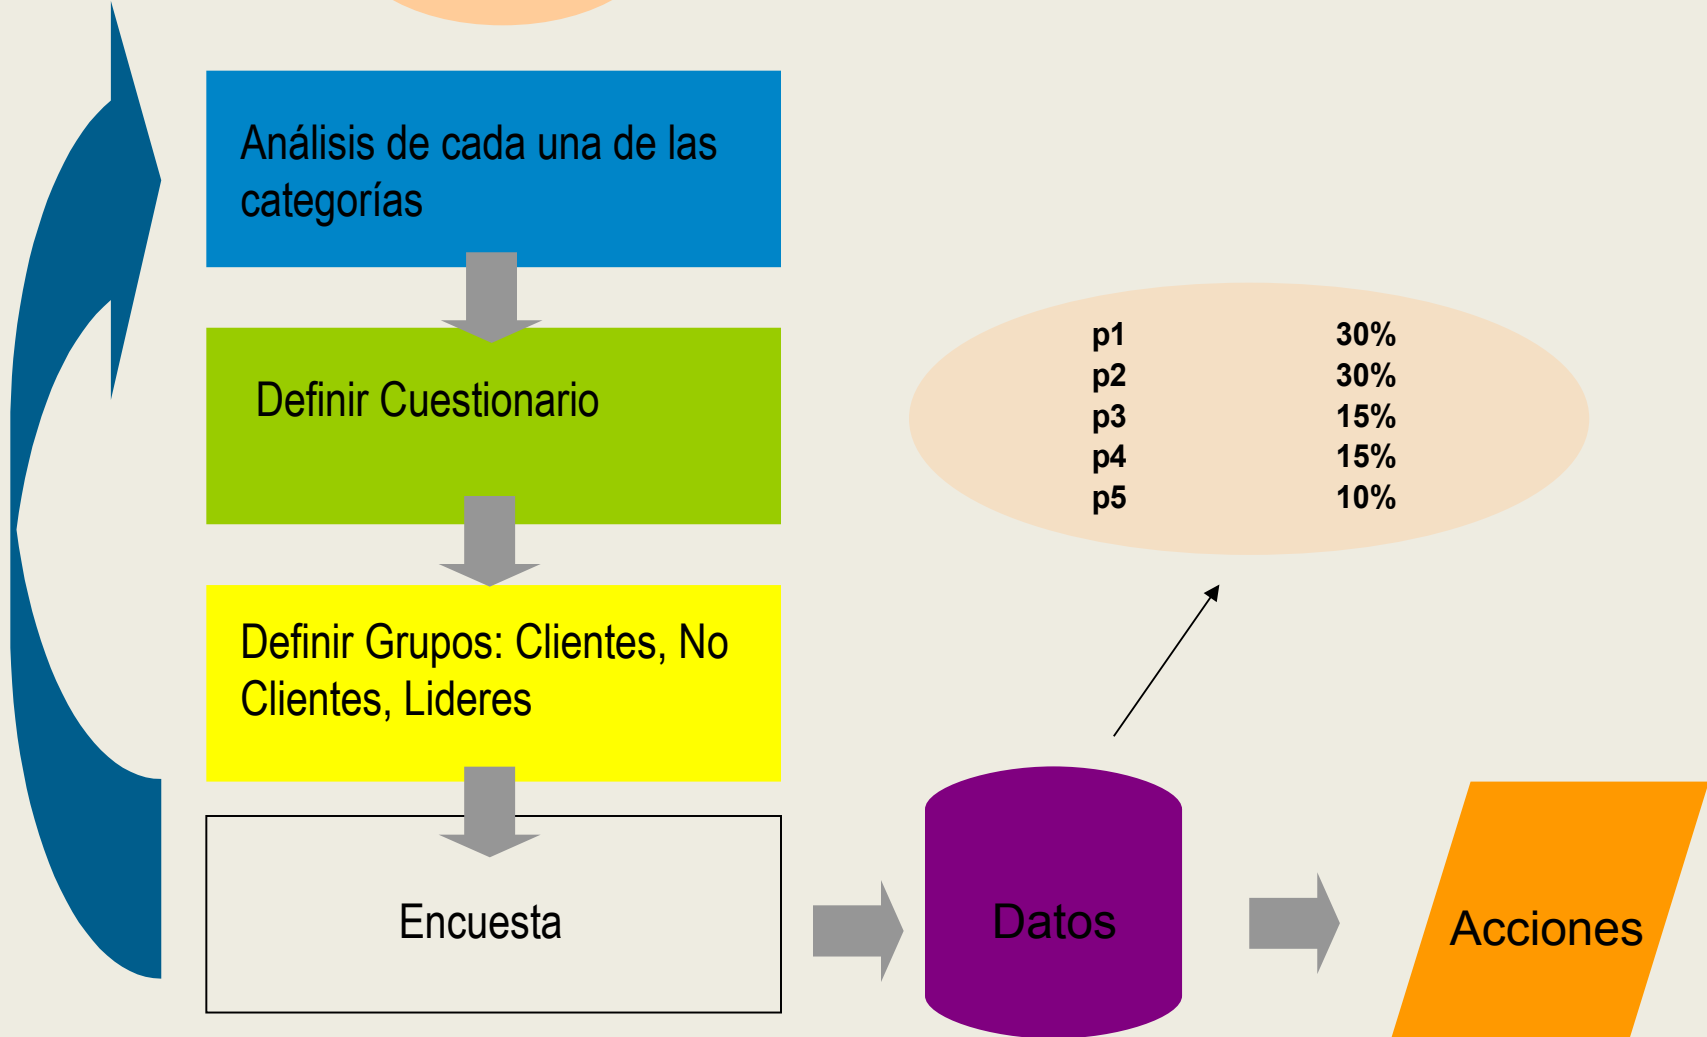 Análisis de cada una de las
categorías
Definir Cuestionario
p1 30%
p2 30%
p3 15%
p4 15%
p5 10%
Definir Grupos: Clientes, No
Clientes, Lideres
Encuesta
Datos
Acciones